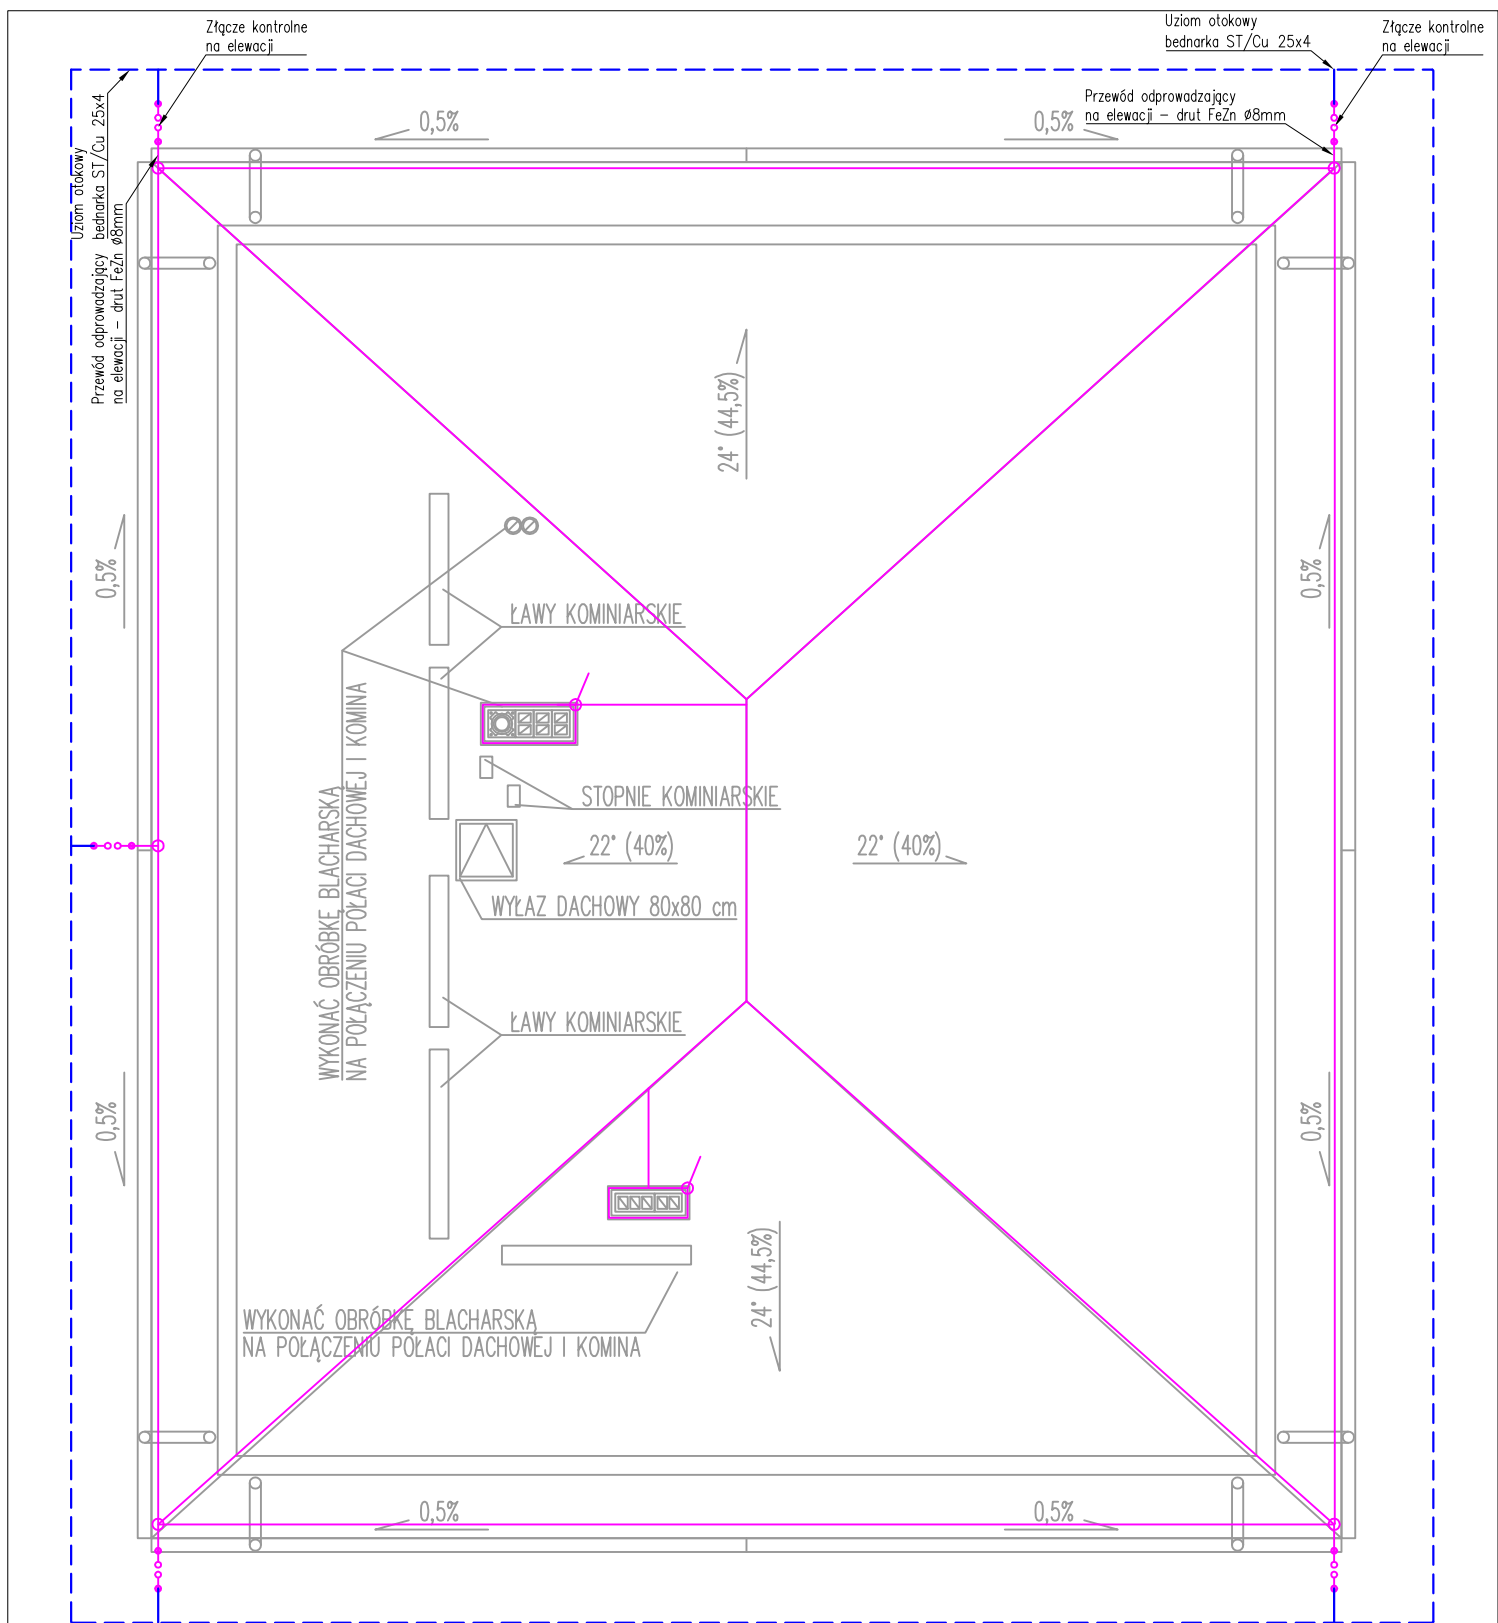 Złącze kontrolne
na elewacji
Uziom otokowy
bednarka ST/Cu 25x4
Złącze kontrolne
na elewacji
Przewód odprowadzający
na elewacji – drut FeZn Ø8mm
Uziom otokowy
bednarka ST/Cu 25x4
Przewód odprowadzający
na elewacji – drut FeZn Ø8mm
0,5%
0,5%
24° (44,5%)
0,5%
0,5%
ŁAWY KOMINIARSKIE
WYKONAĆ OBRÓBKĘ BLACHARSKĄ
NA POŁĄCZENIU POŁACI DACHOWEJ I KOMINA
STOPNIE KOMINIARSKIE
22° (40%)
22° (40%)
WYŁAZ DACHOWY 80x80 cm
ŁAWY KOMINIARSKIE
0,5%
0,5%
24° (44,5%)
WYKONAĆ OBRÓBKĘ BLACHARSKĄ
NA POŁĄCZENIU POŁACI DACHOWEJ I KOMINA
0,5%
0,5%